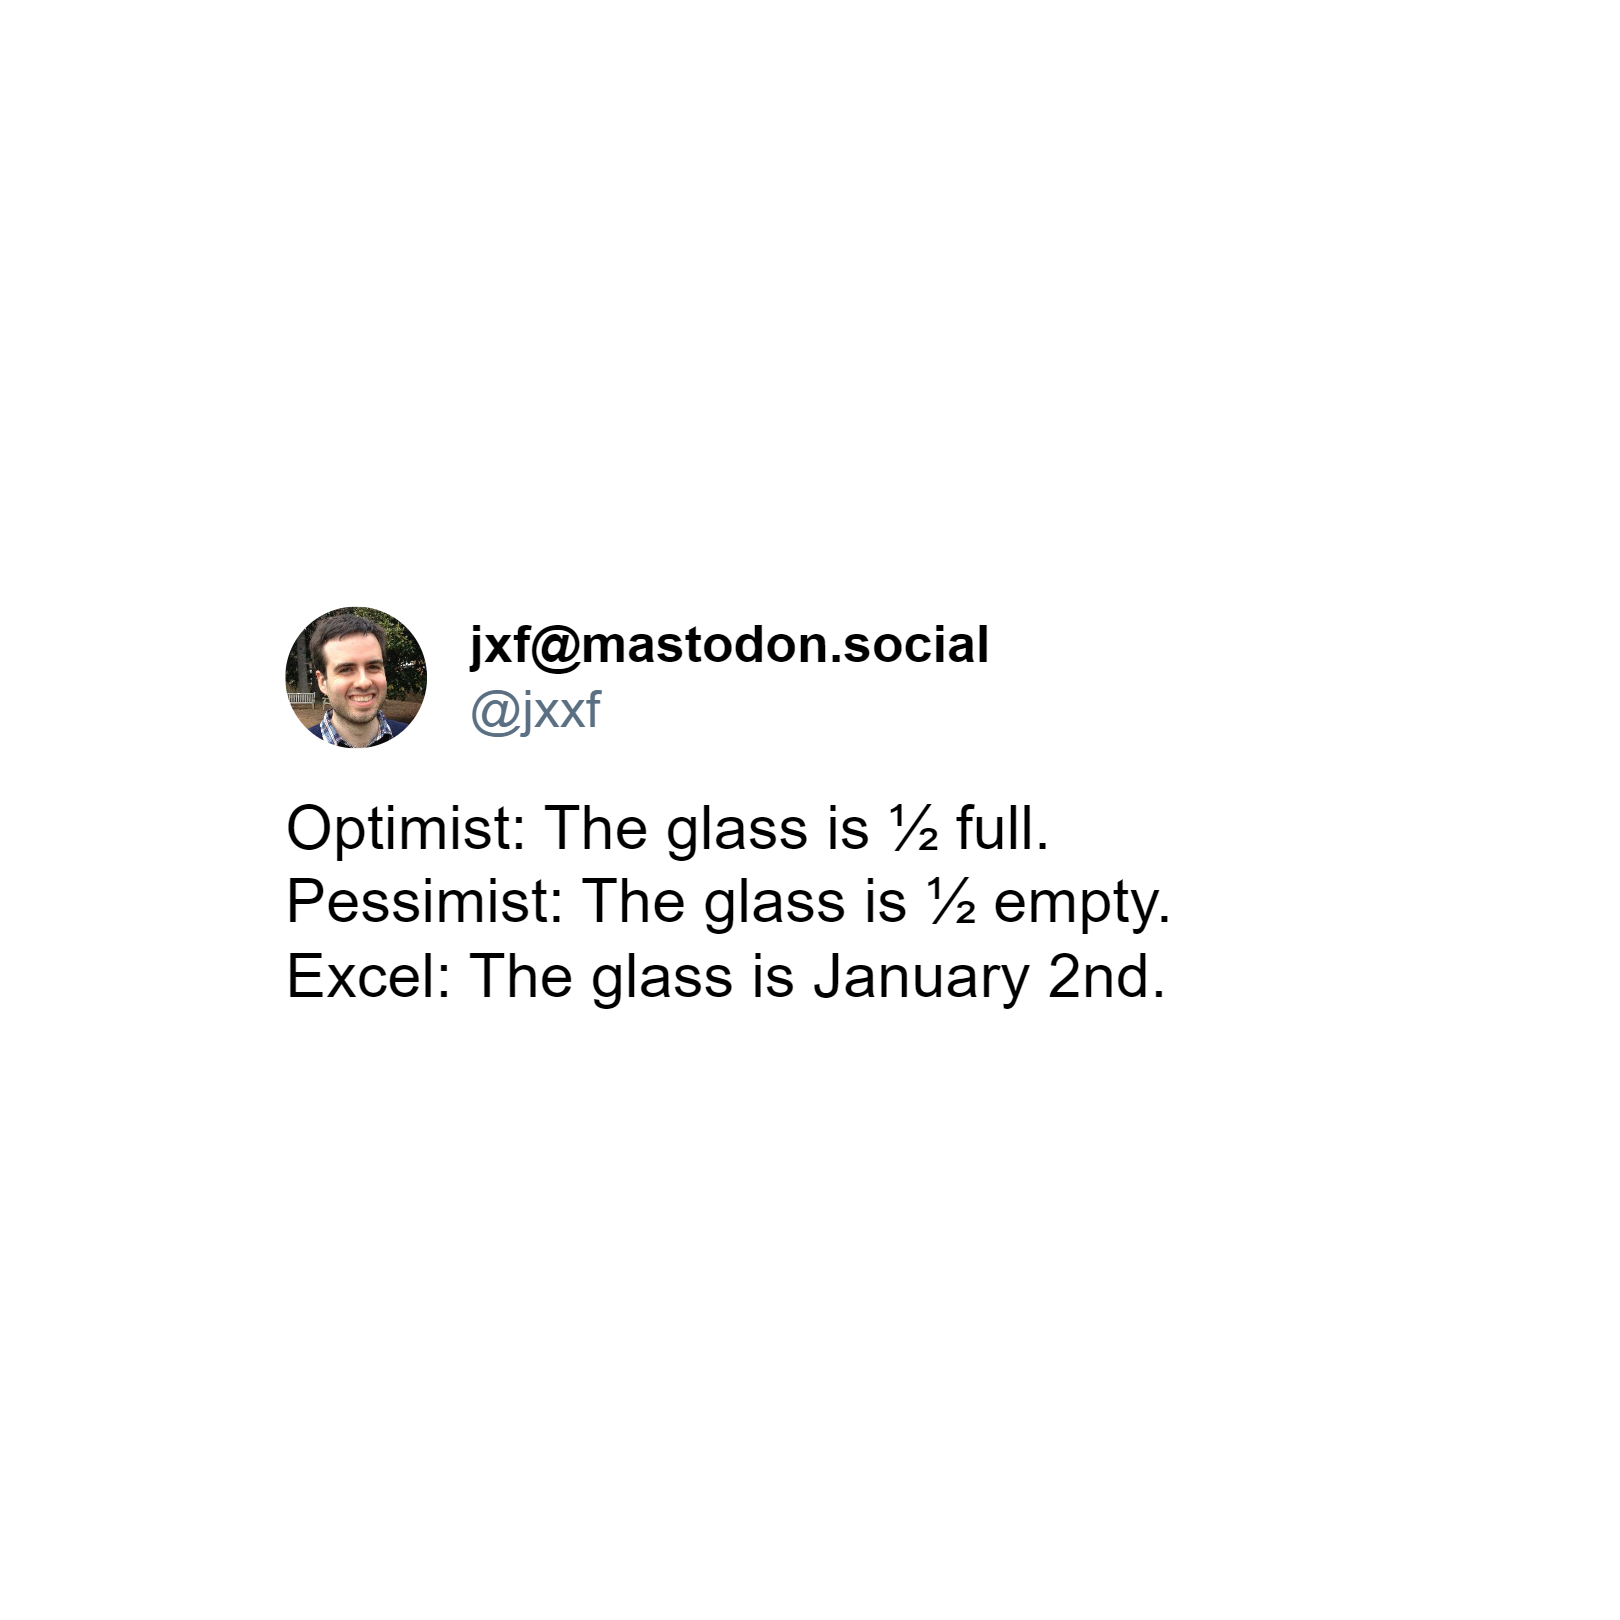 jxf@mastodon.social
@jxxf
Optimist: The glass is ½ full.
Pessimist: The glass is ½ empty.
Excel: The glass is January 2nd.